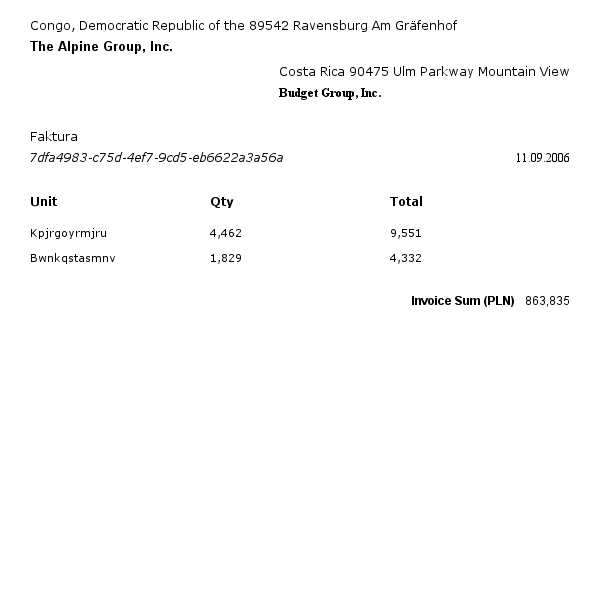 Congo, Democratic Republic of the 89542 Ravensburg Am Gräfenhof
The Alpine Group, Inc.
Costa Rica 90475 Ulm Parkway Mountain View
Budget Group, Inc.
Faktura
7dfa4983-c75d-4ef7-9cd5-eb6622a3a56a 11.09.2006
Unit Qty Total
Kpjrgoyrmjru 4,462 9,551
Bwnkqstasmnv 1,829 4,332
Invoice Sum (PLN) 863,835